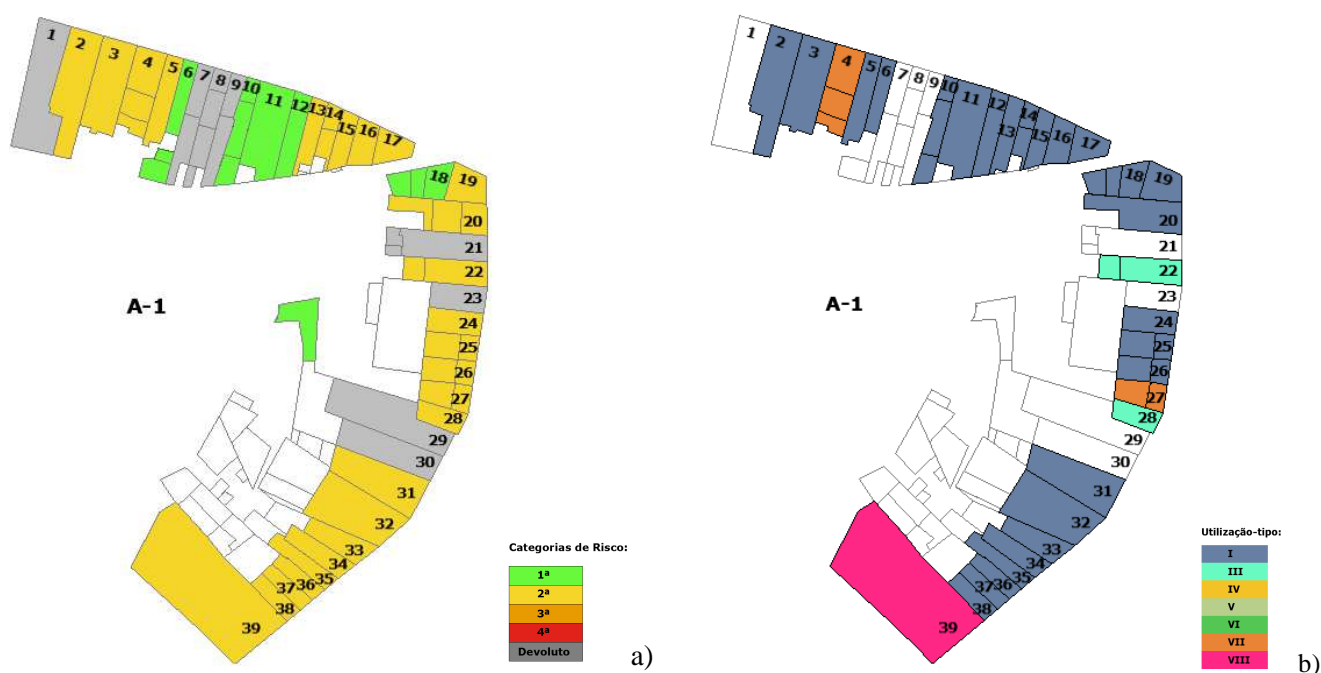 1 2 3 4 5 6 7 8 9 10 11 12 13 14 15 16 17
18 19
20
21
22
23
24
25
26
27
28
29
30
31
32
33
34
35
36
37
38
39
A-1
Categorias de Risco:
1ª
2ª
3ª
4ª
Devoluto
a)
1 2 3 4 5 6 7 8 9 10 11 12 13 14 15 16 17
18 19
20
21
22
23
24
25
26
27
28
29
30
31
32
33
34
35
36
37
38
39
A-1
Utilização-tipo:
I
III
IV
V
VI
VII
VIII
b)